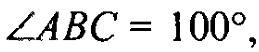 ∠ABC = 100°,